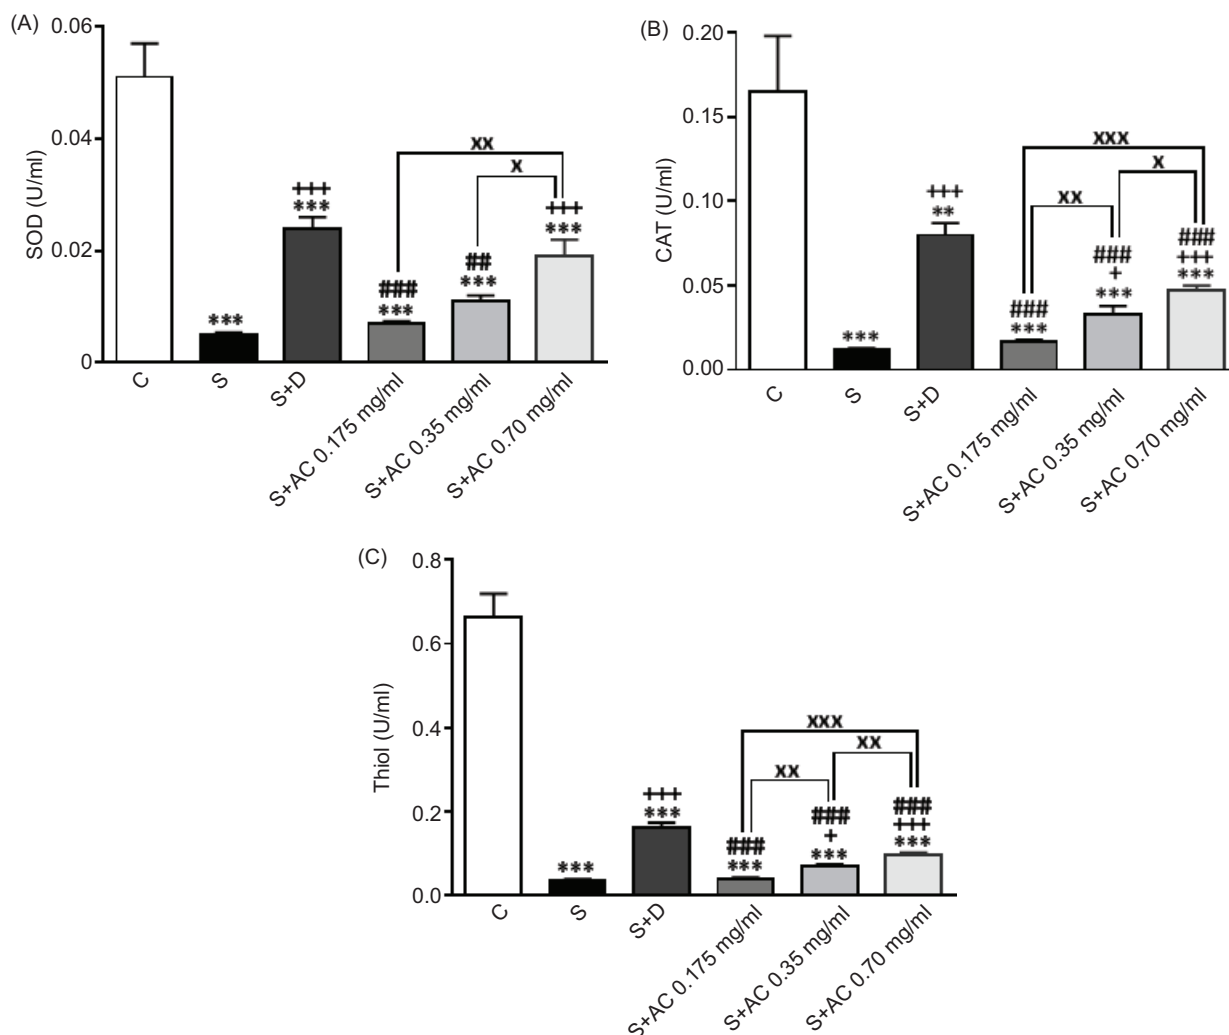 (A)
SOD (U/ml)
0.06
0.04
0.02
0
***
+++
***
###
***
##
***
+++
***
xx
x
C
S
S+D
S+AC 0.175 mg/ml
S+AC 0.35 mg/ml
S+AC 0.70 mg/ml
(B)
CAT (U/ml)
0.20
0.15
0.10
0.05
0.00
***
+++
**
###
***
###
+
***
###
+++
***
xxx
x
xx
C
S
S+D
S+AC 0.175 mg/ml
S+AC 0.35 mg/ml
S+AC 0.70 mg/ml
(C)
Thiol (U/ml)
0.8
0.6
0.4
0.2
0.0
***
+++
***
###
***
###
+
***
###
+++
***
xxx
xx
xx
C
S
S+D
S+AC 0.175 mg/ml
S+AC 0.35 mg/ml
S+AC 0.70 mg/ml